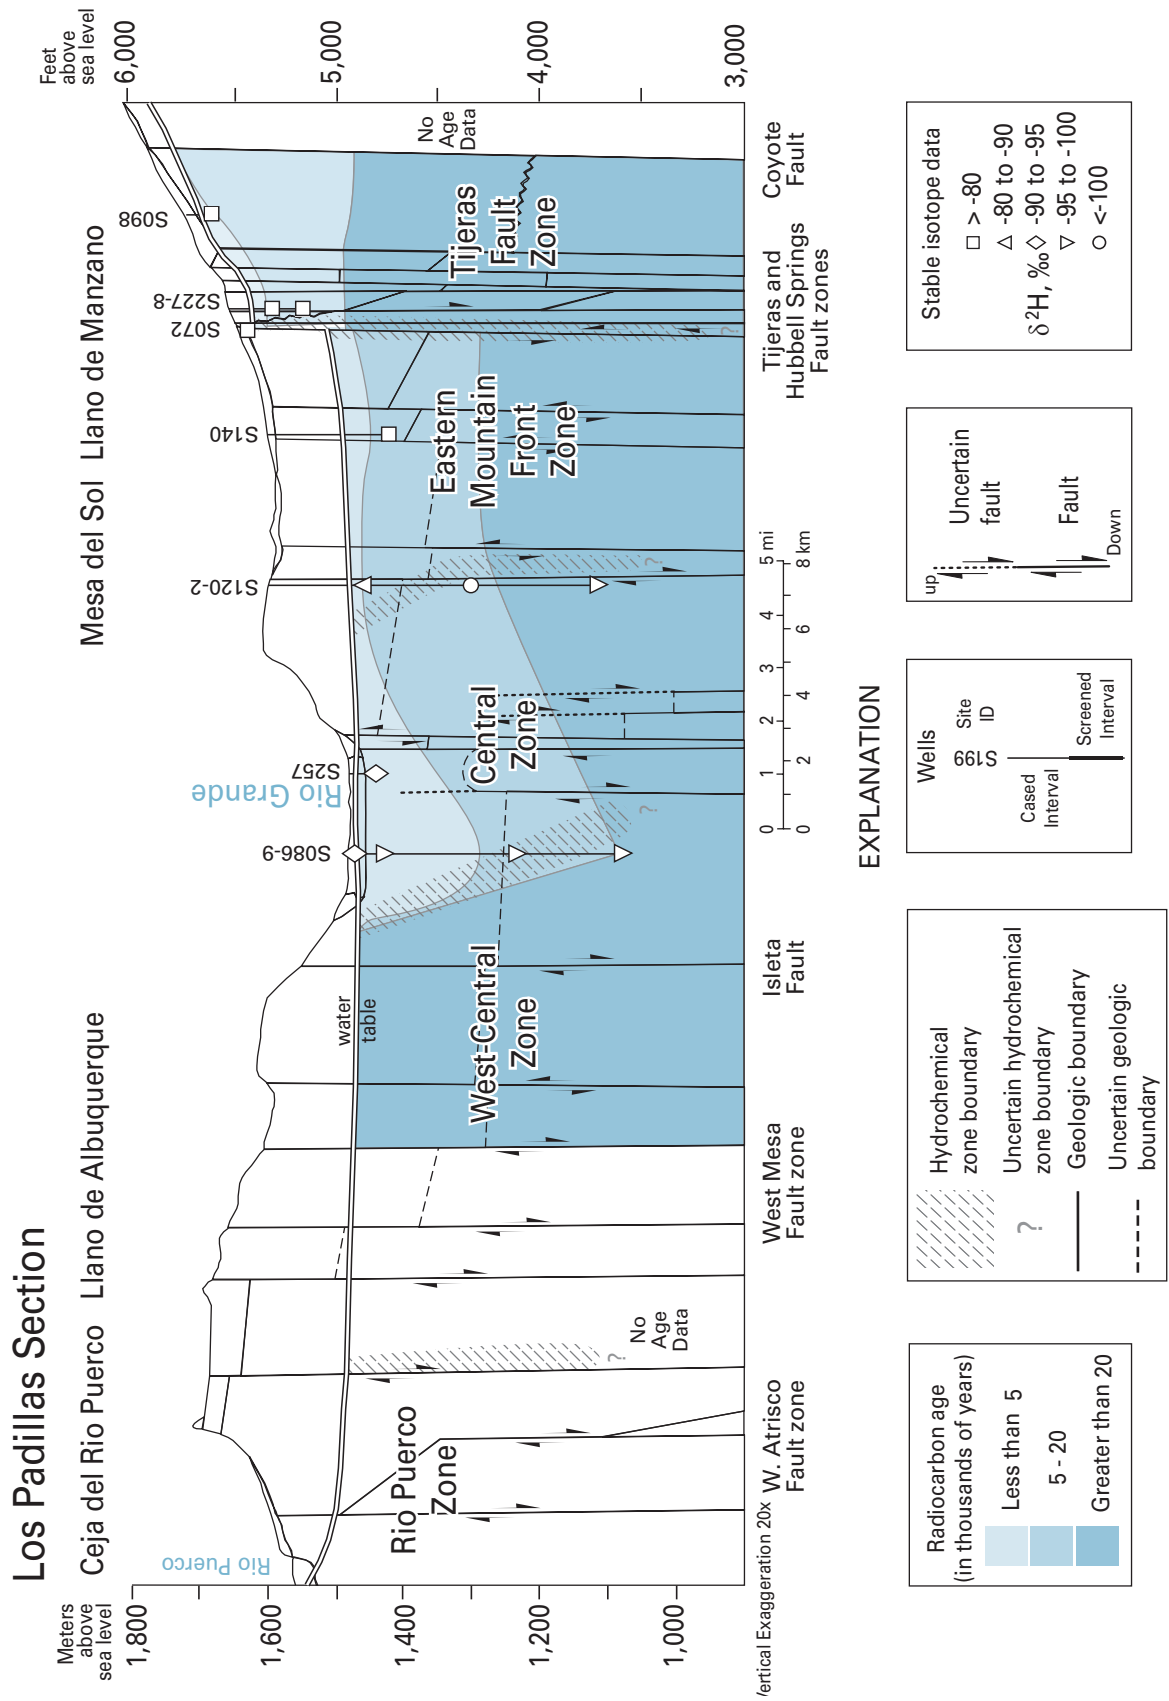 Los Padillas Section
Ceja del Rio Puerco
Llano de Albuquerque
Mesa del Sol
Llano de Manzano
Meters
above
sea level
1,800
1,600
1,400
1,200
1,000
Feet
above
sea level
6,000
5,000
4,000
3,000
Rio Puerco
Rio Grande
S086-9
S257
S120-2
S140
S072
S227-8
S098
water
table
Rio Puerco
Zone
No
Age
Data
?
West-Central
Zone
?
Central
Zone
?
Eastern
Mountain
Front
Zone
?
Tijeras
Fault
Zone
No
Age
Data
W. Atrisco
Fault zone
West Mesa
Fault zone
Isleta
Fault
Tijeras and
Hubbell Springs
Fault zones
Coyote
Fault
Vertical Exaggeration 20x
0 1 2 3 4 5 mi
0 2 4 6 8 km
EXPLANATION
Radiocarbon age
(in thousands of years)
Less than 5
5 - 20
Greater than 20
Hydrochemical
zone boundary
?
Uncertain hydrochemical
zone boundary
Geologic boundary
Uncertain geologic
boundary
Wells
S199
Site
ID
Cased
Interval
Screened
Interval
up
Uncertain
fault
Fault
Down
Stable isotope data
δ 2H, ‰
> -80
-80 to -90
-90 to -95
-95 to -100
<-100